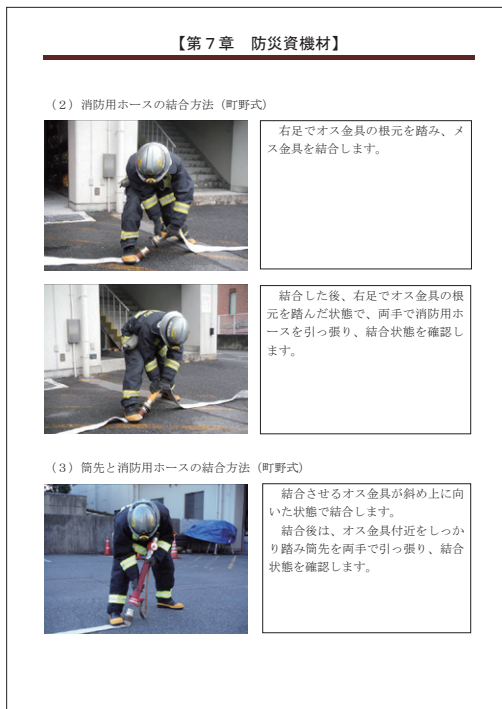 【第７章　防災資機材】
（２）消防用ホースの結合方法（町野式）
　右足でオス金具の根元を踏み、メ
ス金具を結合します。
　結合した後、右足でオス金具の根
元を踏んだ状態で、両手で消防用ホ
ースを引っ張り、結合状態を確認し
ます。
（３）筒先と消防用ホースの結合方法（町野式）
　結合させるオス金具が斜め上に向
いた状態で結合します。
　結合後は、オス金具付近をしっか
り踏み筒先を両手で引っ張り、結合
状態を確認します。